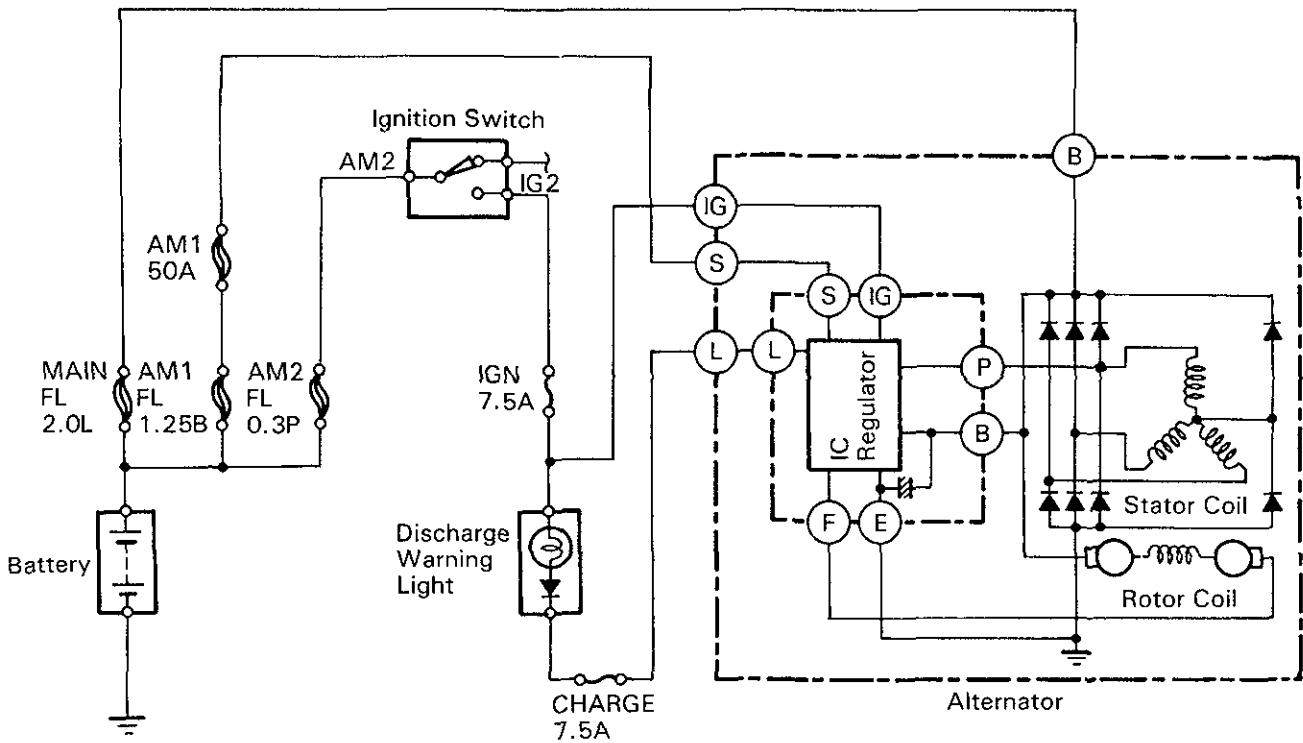 Ignition Switch
AM2
IG2
B
IG
S
L
AM1
50A
S
IG
L
P
B
F
E
IC
Regulator
MAIN
FL
2.0L
AM1
FL
1.25B
AM2
FL
0.3P
IGN
7.5A
Stator Coil
Rotor Coil
Battery
Discharge
Warning
Light
CHARGE
7.5A
Alternator